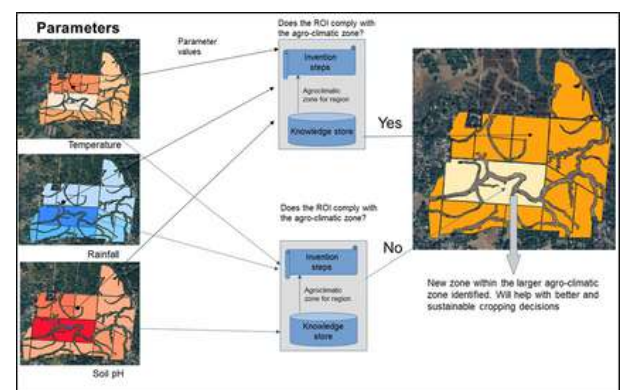 Parameters
Temperature
Rainfall
Soil pH
Parameter
values
Does the ROI comply with
the agro-climatic zone?
Invention
steps
Agroclimatic
zone for region
Knowledge store
Does the ROI comply with
the agro-climatic zone?
Invention
steps
Agroclimatic
zone for region
Knowledge
store
Yes
No
New zone within the larger agro-climatic
zone identified. Will help with better and
sustainable cropping decisions